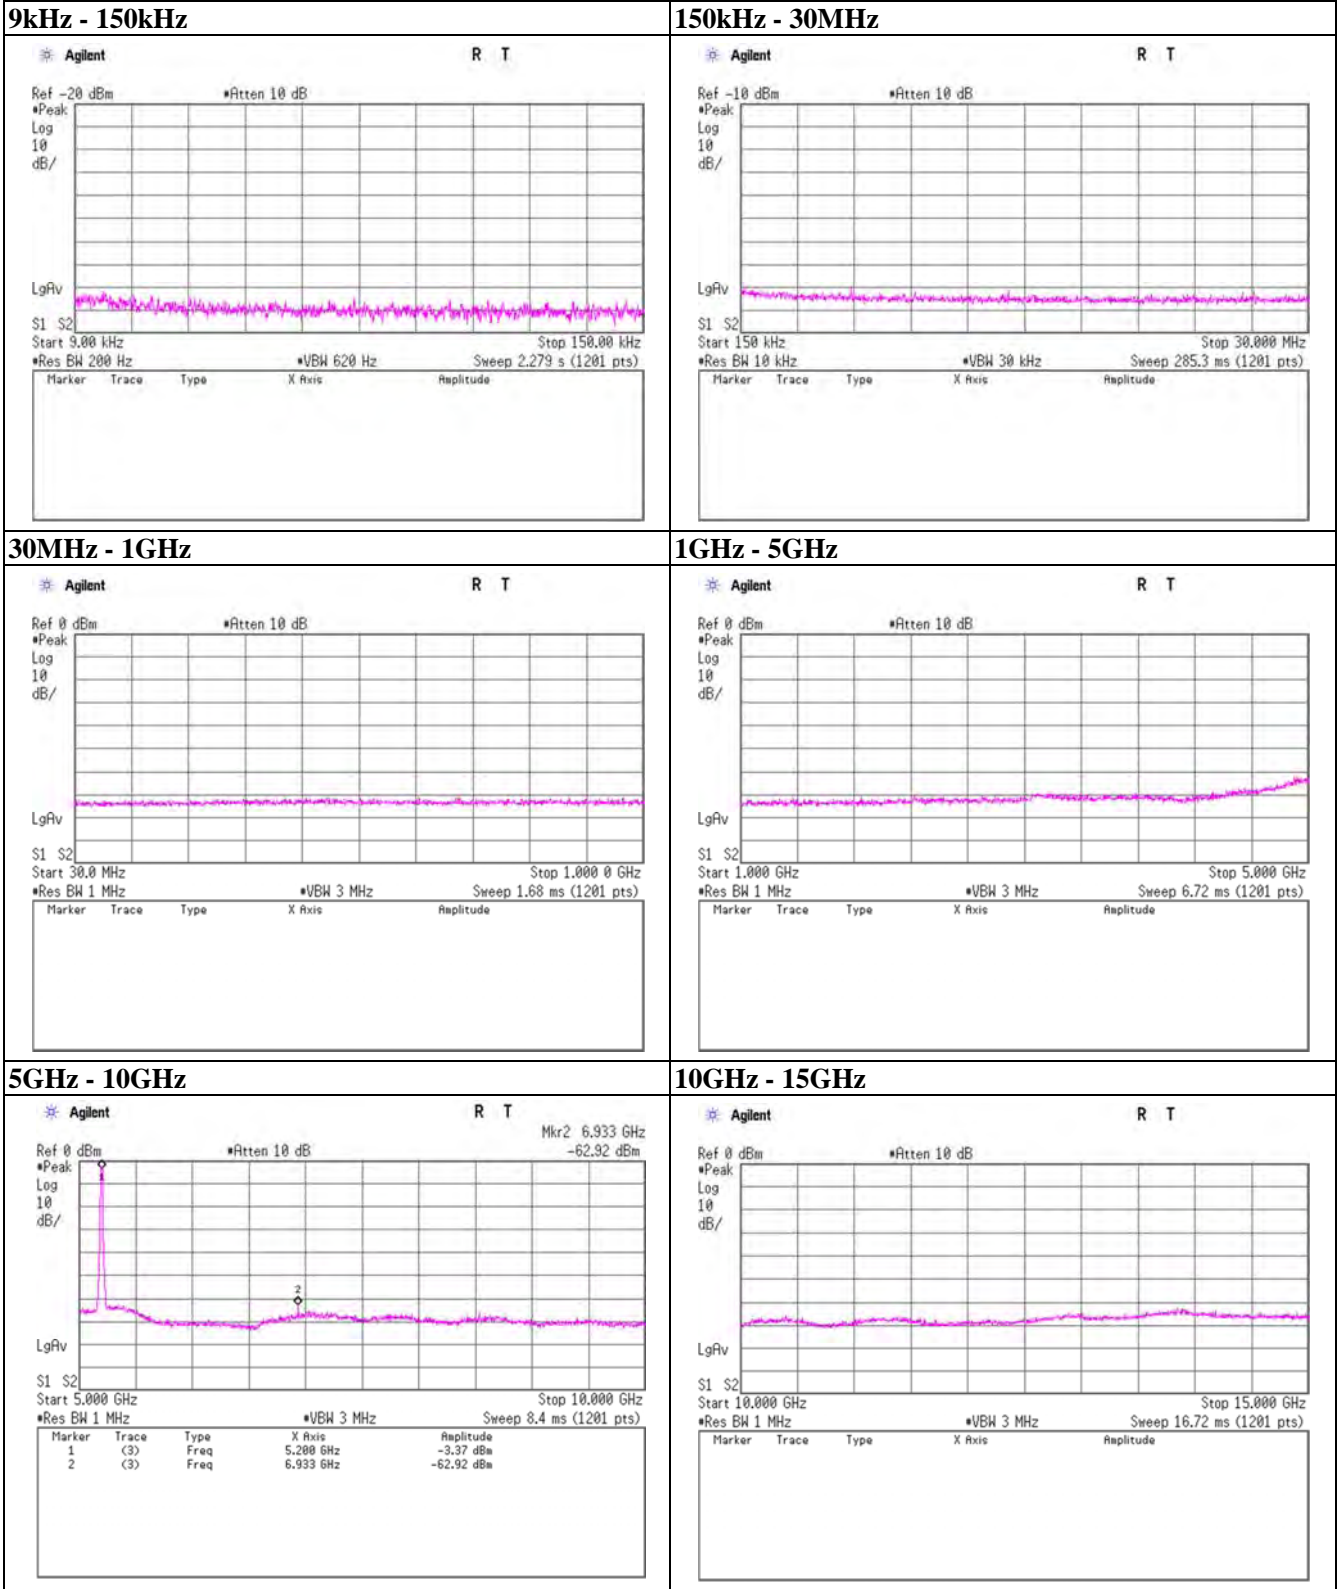 9kHz - 150kHz
Agilent R T
Ref -20 dBm *Atten 10 dB
*Peak
Log
10
dB/
LgAv
S1 S2
Start 9.00 kHz Stop 150.00 kHz
*Res BW 200 Hz *VBW 620 Hz Sweep 2.279 s (1201 pts)
Marker Trace Type X Axis Amplitude
150kHz - 30MHz
Agilent R T
Ref -10 dBm *Atten 10 dB
*Peak
Log
10
dB/
LgAv
S1 S2
Start 150 kHz Stop 30.000 MHz
*Res BW 10 kHz *VBW 30 kHz Sweep 285.3 ms (1201 pts)
Marker Trace Type X Axis Amplitude
30MHz - 1GHz
Agilent R T
Ref 0 dBm *Atten 10 dB
*Peak
Log
10
dB/
LgAv
S1 S2
Start 30.0 MHz Stop 1.000 0 GHz
*Res BW 1 MHz *VBW 3 MHz Sweep 1.68 ms (1201 pts)
Marker Trace Type X Axis Amplitude
1GHz - 5GHz
Agilent R T
Ref 0 dBm *Atten 10 dB
*Peak
Log
10
dB/
LgAv
S1 S2
Start 1.000 GHz Stop 5.000 GHz
*Res BW 1 MHz *VBW 3 MHz Sweep 6.72 ms (1201 pts)
Marker Trace Type X Axis Amplitude
5GHz - 10GHz
Agilent R T
Mkr2 6.933 GHz
Ref 0 dBm *Atten 10 dB -62.92 dBm
*Peak
1
Log
10
dB/
2
LgAv
S1 S2
Start 5.000 GHz Stop 10.000 GHz
*Res BW 1 MHz *VBW 3 MHz Sweep 8.4 ms (1201 pts)
Marker Trace Type X Axis Amplitude
1 (3) Freq 5.200 GHz -3.37 dBm
2 (3) Freq 6.933 GHz -62.92 dBm
10GHz - 15GHz
Agilent R T
Ref 0 dBm *Atten 10 dB
*Peak
Log
10
dB/
LgAv
S1 S2
Start 10.000 GHz Stop 15.000 GHz
*Res BW 1 MHz *VBW 3 MHz Sweep 16.72 ms (1201 pts)
Marker Trace Type X Axis Amplitude